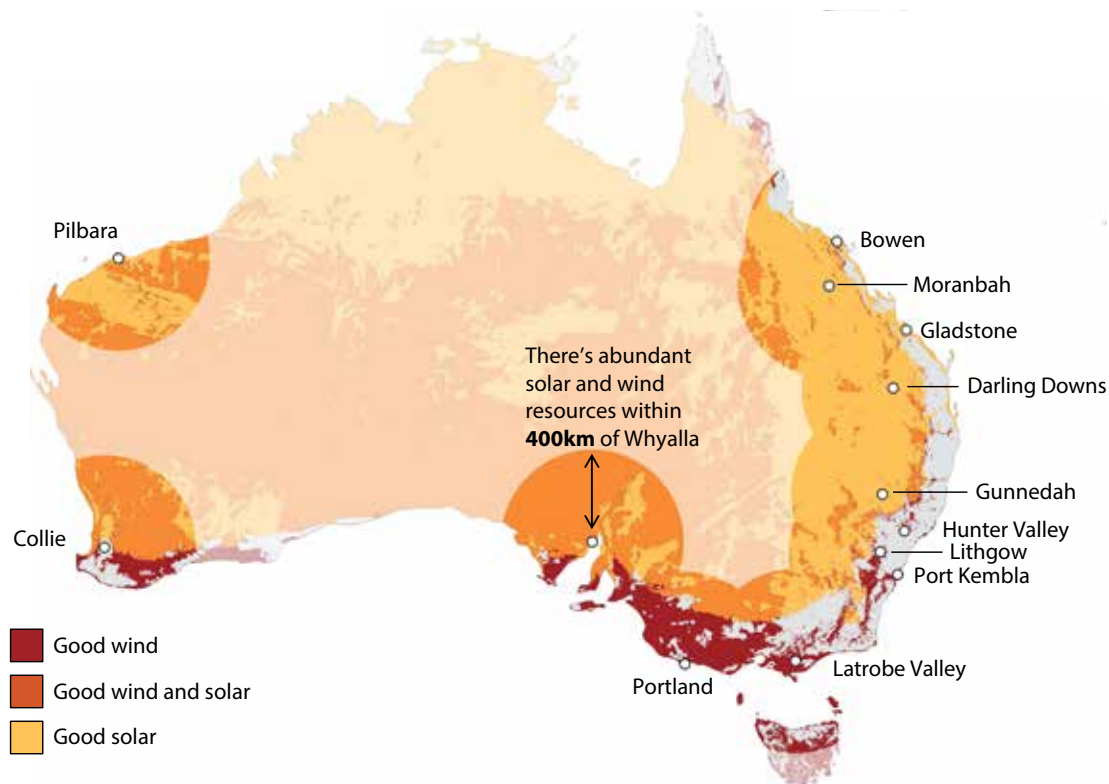 Pilbara
Bowen
Moranbah
Gladstone
There’s abundant
solar and wind
resources within
400km of Whyalla
Darling Downs
Gunnedah
Hunter Valley
Collie
Lithgow
Port Kembla
Good wind
Latrobe Valley
Portland
Good wind and solar
Good solar